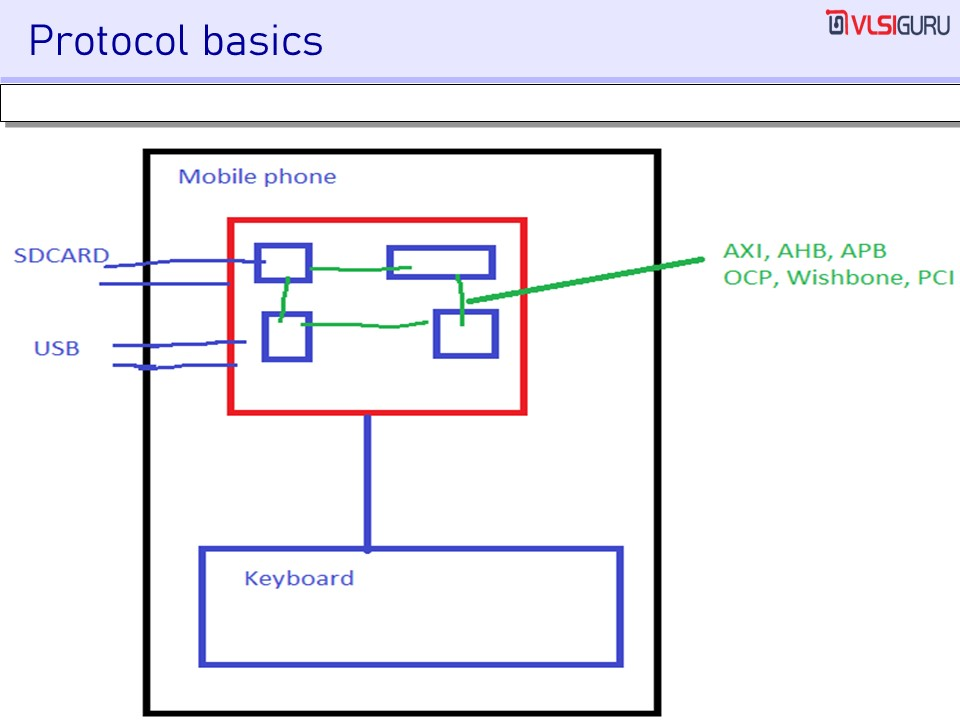 Protocol basics
VLSIGURU
Mobile phone
SDCARD
AXI, AHB, APB
OCP, Wishbone, PCI
USB
Keyboard